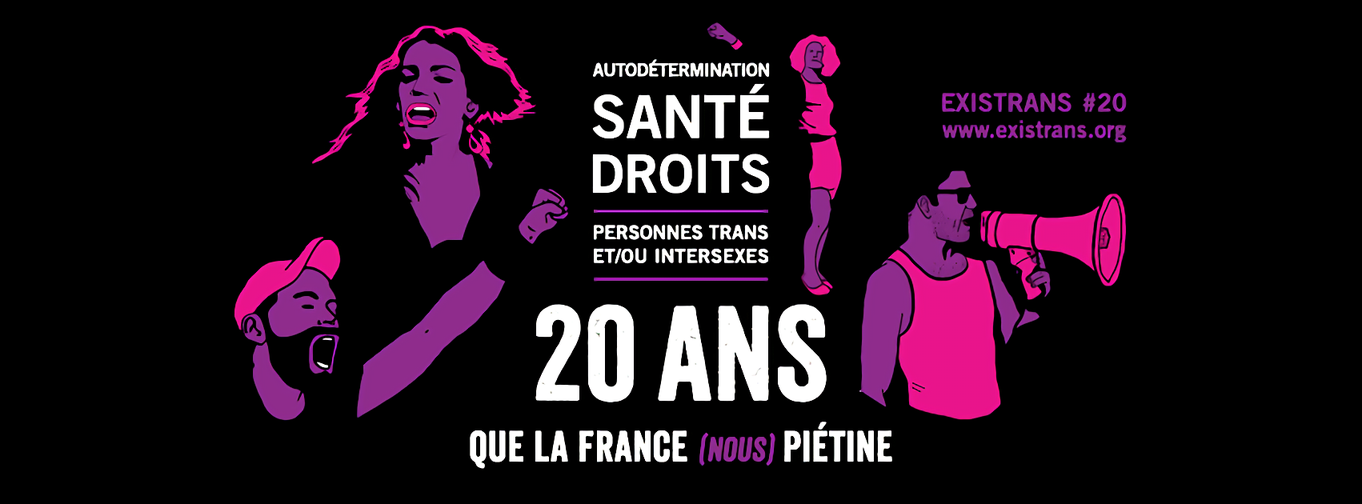 AUTODÉTERMINATION
SANTÉ
DROITS
PERSONNES TRANS
ET/OU INTERSEXES
EXISTRANS #20
www.existrans.org
20 ANS
QUE LA FRANCE (NOUS) PIÉTINE